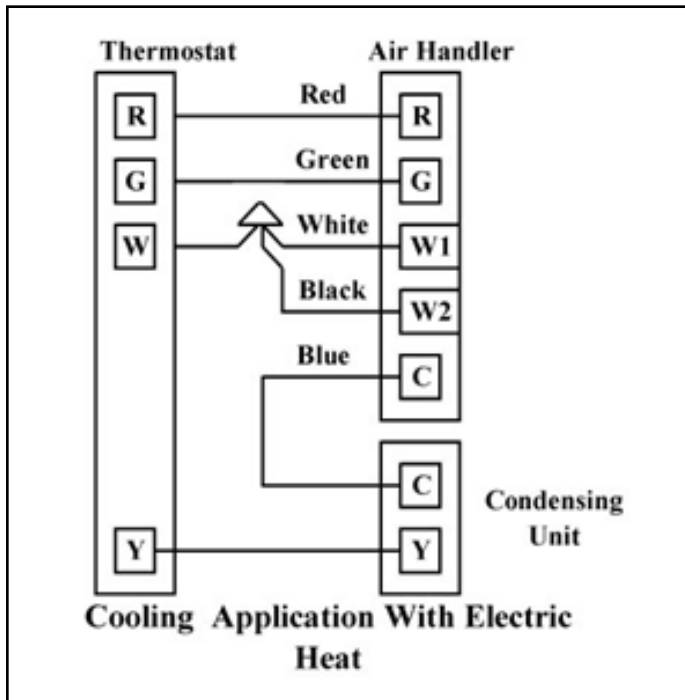 Thermostat Air Handler
R Red R
G Green G
W White W1
Black W2
Blue C
C
Condensing
Unit
Y Y
Cooling Application With Electric
Heat